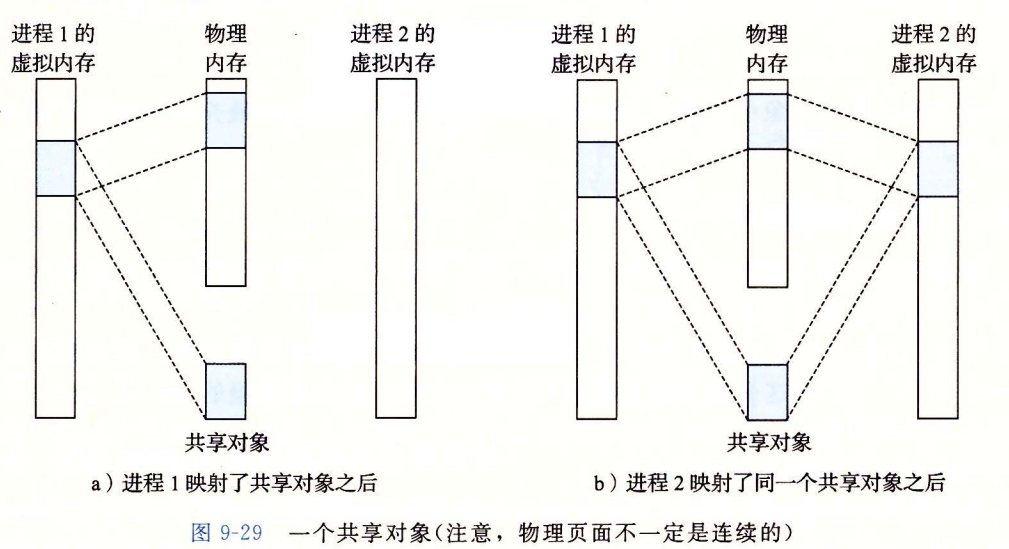 进程 1 的
虚拟内存
物理
内存
进程 2 的
虚拟内存
共享对象
a）进程 1 映射了共享对象之后
进程 1 的
虚拟内存
物理
内存
进程 2 的
虚拟内存
共享对象
b）进程 2 映射了同一个共享对象之后
图 9-29 一个共享对象(注意，物理页面不一定是连续的)